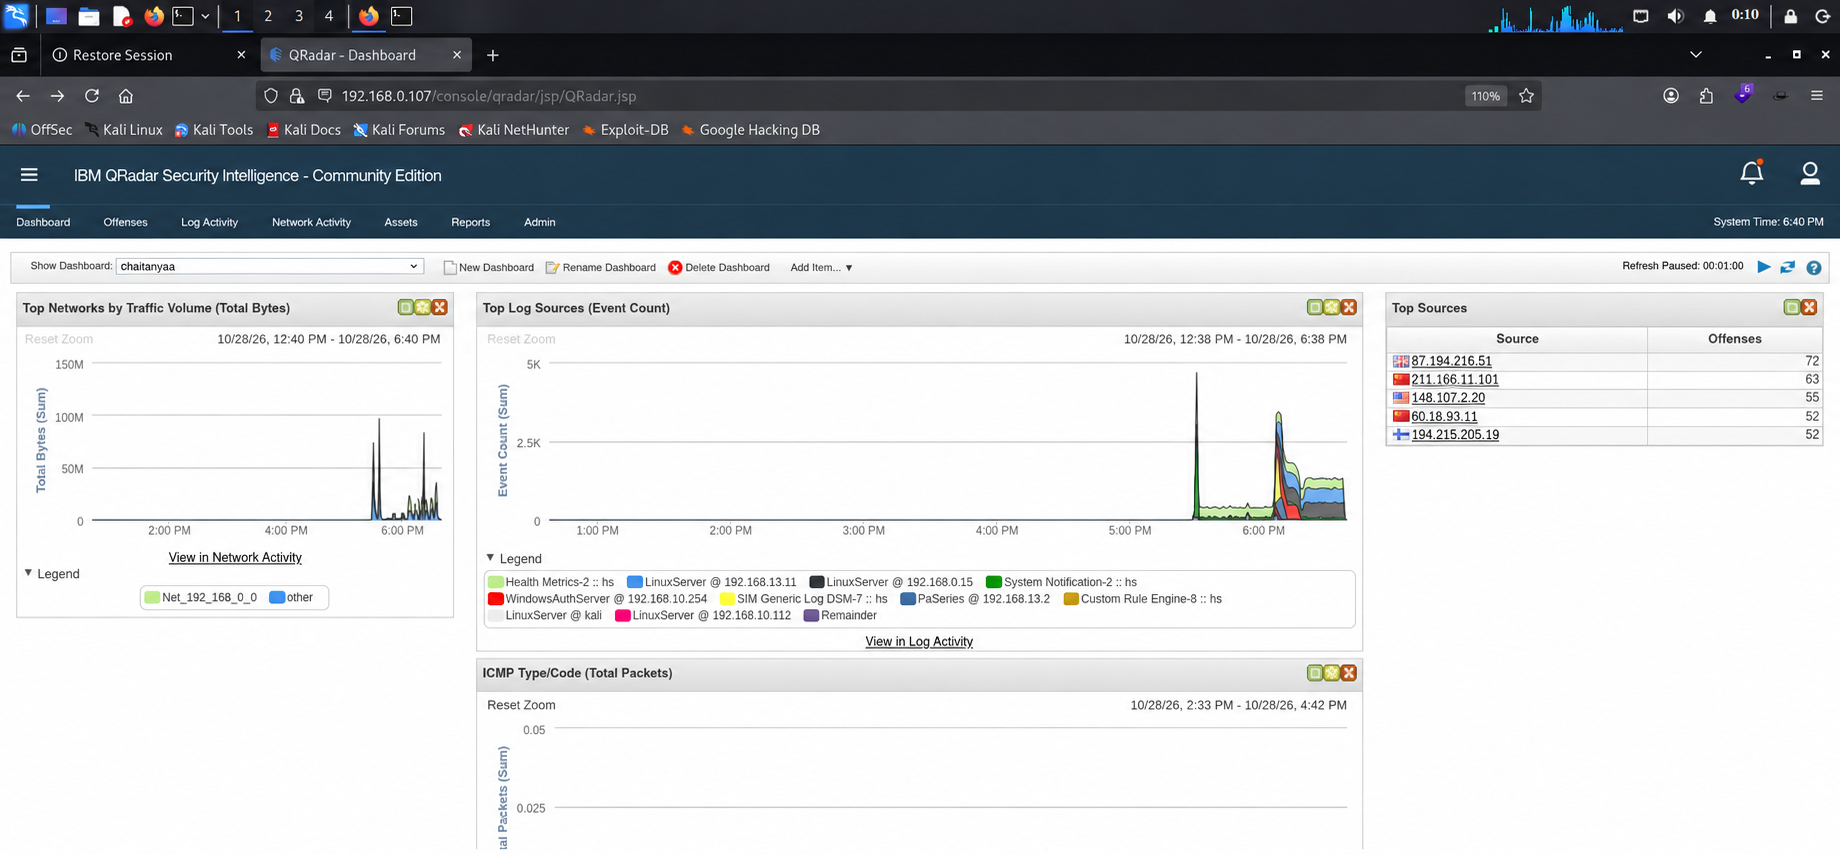 1 2 3 4 0:10
Restore Session
QRadar - Dashboard
192.168.0.107/console/qradar/jsp/QRadar.jsp 110% 6
OffSec Kali Linux Kali Tools Kali Docs Kali Forums Kali NetHunter Exploit-DB Google Hacking DB
IBM QRadar Security Intelligence - Community Edition
Dashboard Offenses Log Activity Network Activity Assets Reports Admin System Time: 6:40 PM
Show Dashboard: chaitanyaa New Dashboard Rename Dashboard Delete Dashboard Add Item... ▼ Refresh Paused: 00:01:00
Top Networks by Traffic Volume (Total Bytes)
Reset Zoom 10/28/26, 12:40 PM - 10/28/26, 6:40 PM
Total Bytes (Sum)
150M
100M
50M
0
2:00 PM 4:00 PM 6:00 PM
View in Network Activity
▼ Legend
Net_192_168_0_0 other
Top Log Sources (Event Count)
Reset Zoom 10/28/26, 12:38 PM - 10/28/26, 6:38 PM
Event Count (Sum)
5K
2.5K
0
1:00 PM 2:00 PM 3:00 PM 4:00 PM 5:00 PM 6:00 PM
▼ Legend
Health Metrics-2 :: hs LinuxServer @ 192.168.13.11 LinuxServer @ 192.168.0.15 System Notification-2 :: hs
WindowsAuthServer @ 192.168.10.254 SIM Generic Log DSM-7 :: hs PaSeries @ 192.168.13.2 Custom Rule Engine-8 :: hs
LinuxServer @ kali LinuxServer @ 192.168.10.112 Remainder
View in Log Activity
ICMP Type/Code (Total Packets)
Reset Zoom 10/28/26, 2:33 PM - 10/28/26, 4:42 PM
0.05
0.025
Packets (Sum)
Top Sources
Source Offenses
87.194.216.51 72
211.166.11.101 63
148.107.2.20 55
60.18.93.11 52
194.215.205.19 52